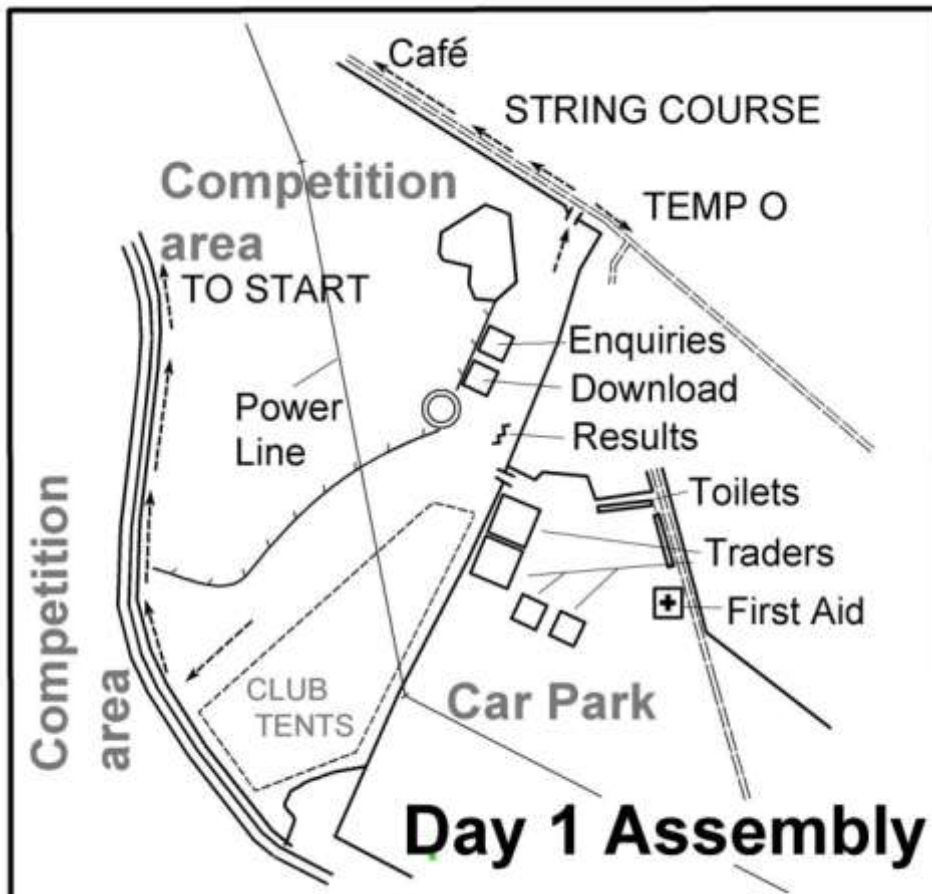 Café
STRING COURSE
Competition
area
TEMP O
TO START
Enquiries
Download
Power
Line
Results
Toilets
Traders
First Aid
Competition
area
CLUB
TENTS
Car Park
Day 1 Assembly